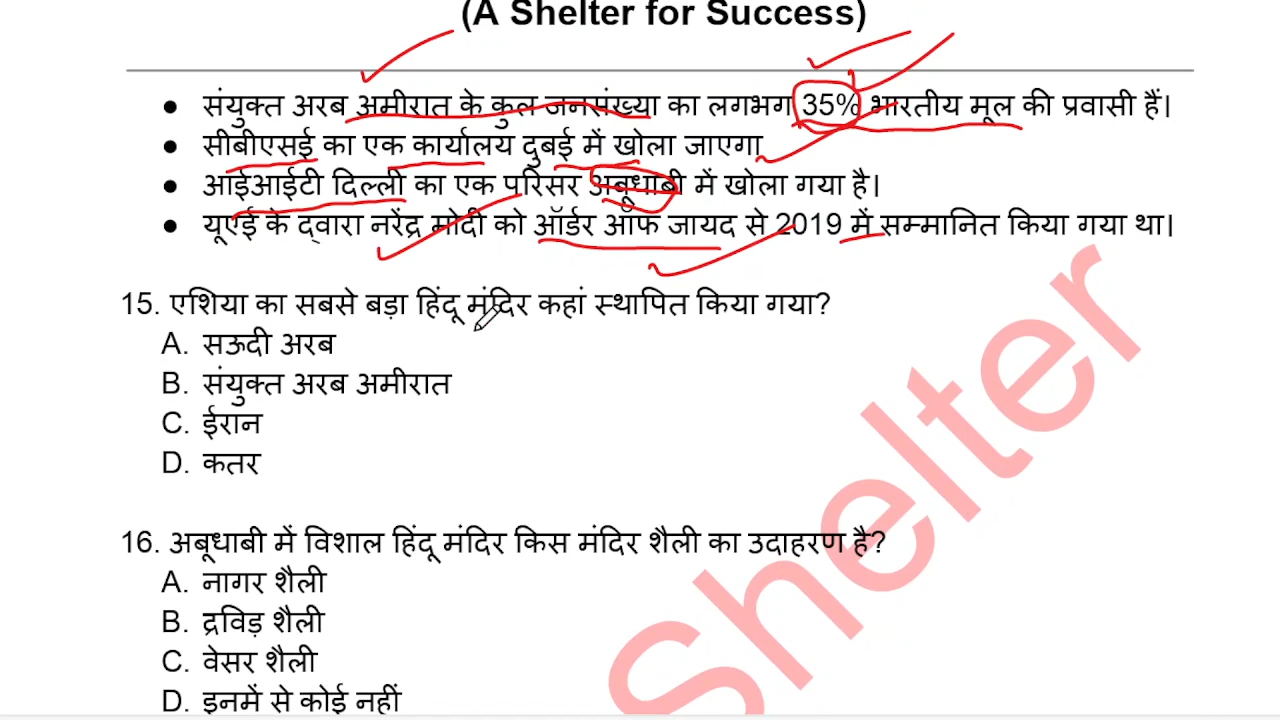 (A Shelter for Success)
● संयुक्त अरब अमीरात के कुल जनसंख्या का लगभग 35% भारतीय मूल की प्रवासी हैं।
● सीबीएसई का एक कार्यालय दुबई में खोला जाएगा
● आईआईटी दिल्ली का एक परिसर अबूधाबी में खोला गया है।
● यूएई के द्वारा नरेंद्र मोदी को ऑर्डर ऑफ जायद से 2019 में सम्मानित किया गया था।
15. एशिया का सबसे बड़ा हिंदू मंदिर कहां स्थापित किया गया?
A. सऊदी अरब
B. संयुक्त अरब अमीरात
C. ईरान
D. कतर
16. अबूधाबी में विशाल हिंदू मंदिर किस मंदिर शैली का उदाहरण है?
A. नागर शैली
B. द्रविड़ शैली
C. वेसर शैली
D. इनमें से कोई नहीं
Shelter